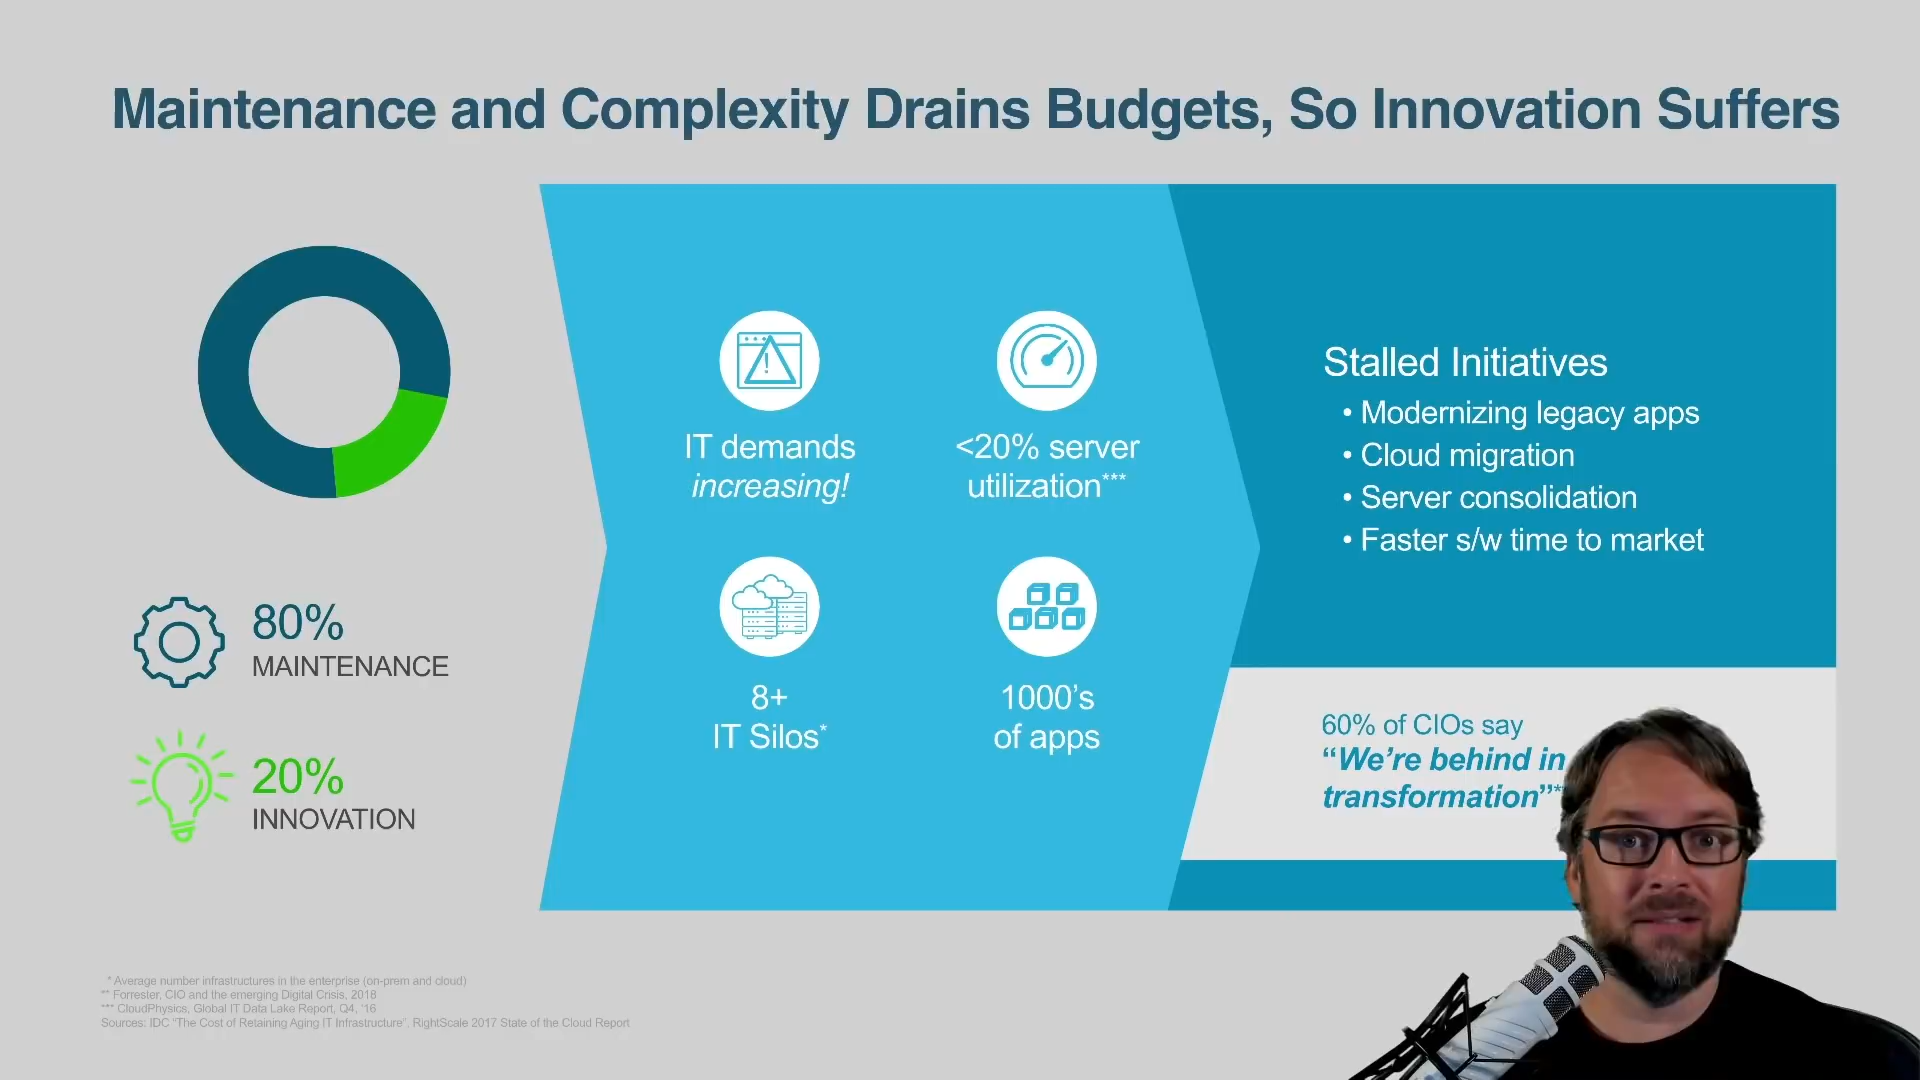 Maintenance and Complexity Drains Budgets, So Innovation Suffers
80%
MAINTENANCE
20%
INNOVATION
IT demands
increasing!
<20% server
utilization***
8+
IT Silos*
1000’s
of apps
Stalled Initiatives
• Modernizing legacy apps
• Cloud migration
• Server consolidation
• Faster s/w time to market
60% of CIOs say
“We’re behind in
transformation”*
* Average number infrastructures in the enterprise (on-prem and cloud)
** Forrester, CIO and the emerging Digital Crisis, 2018
*** CloudPhysics, Global IT Data Lake Report, Q4, ‘16
Sources: IDC “The Cost of Retaining Aging IT Infrastructure”, RightScale 2017 State of the Cloud Report